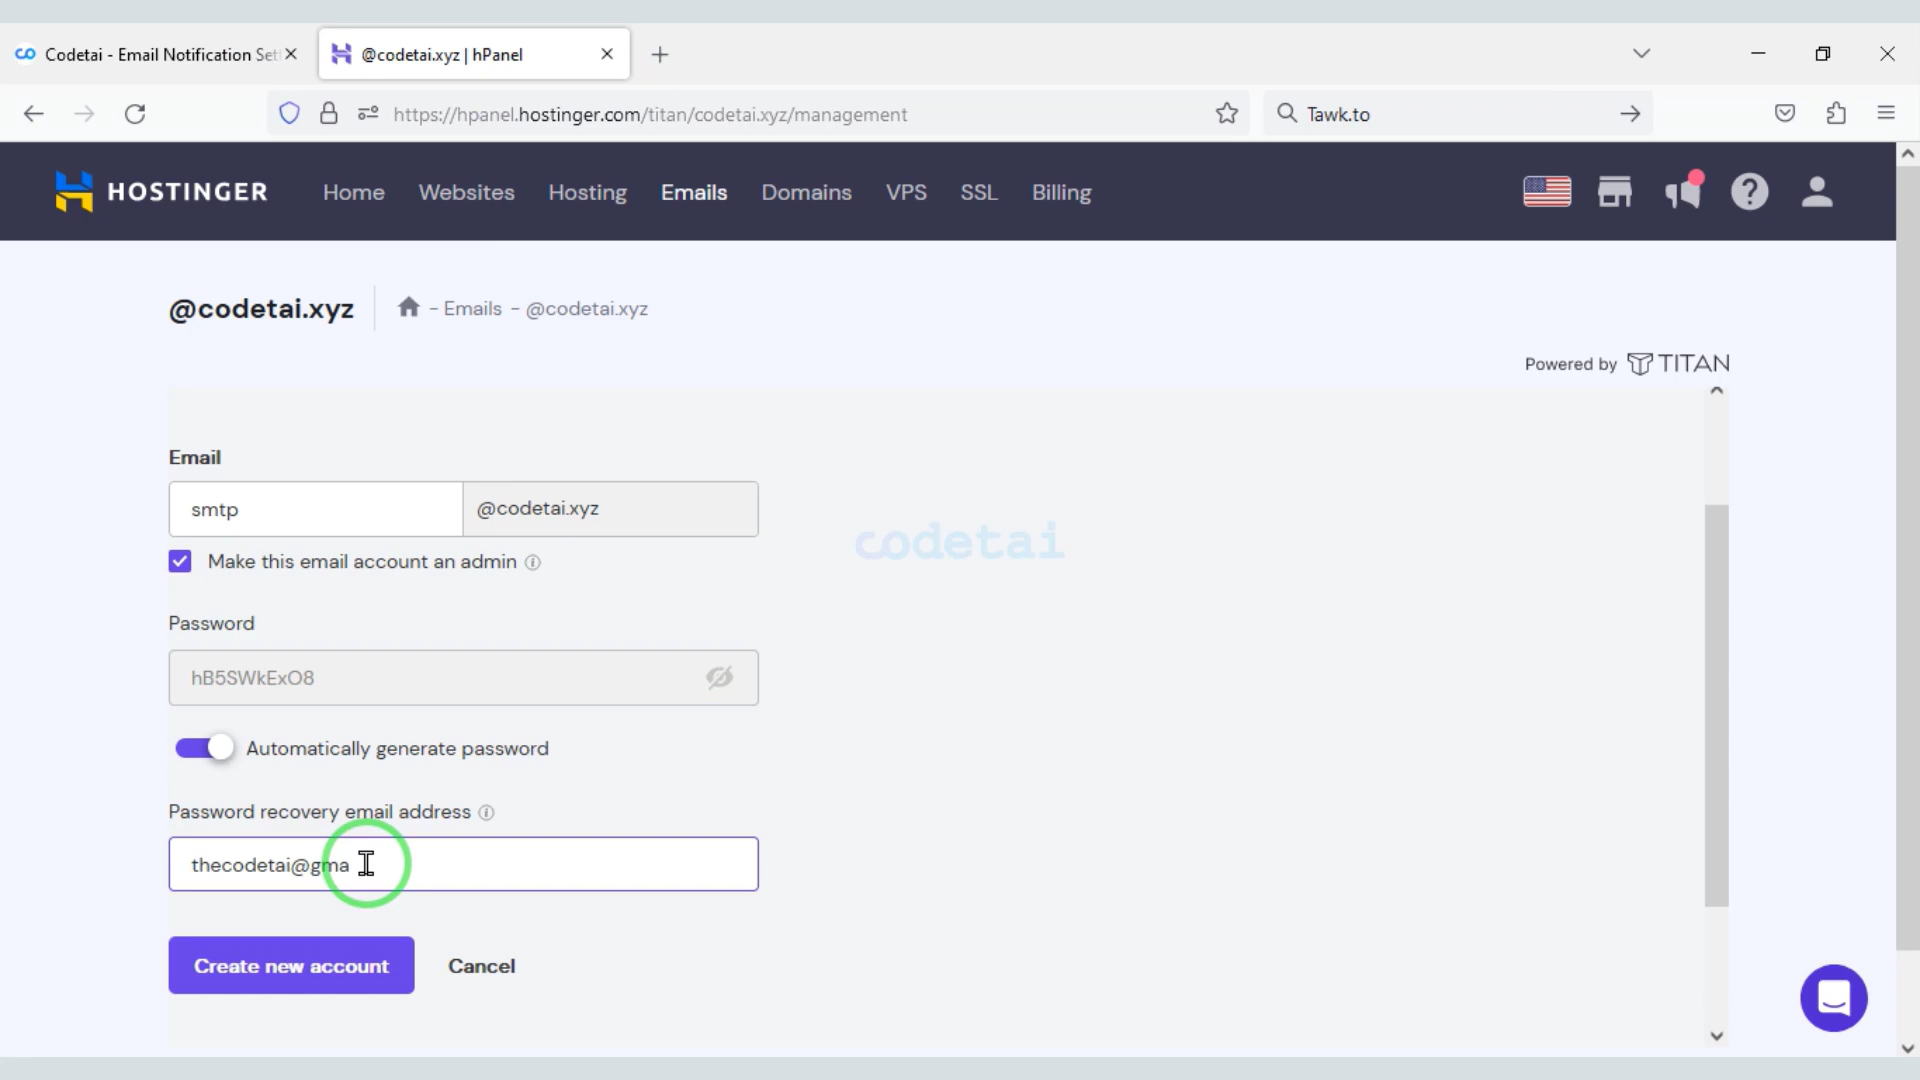 Codetai - Email Notification Set
@codetai.xyz | hPanel
https://hpanel.hostinger.com/titan/codetai.xyz/management
Tawk.to
HOSTINGER
Home Websites Hosting Emails Domains VPS SSL Billing
@codetai.xyz
- Emails - @codetai.xyz
Powered by TITAN
Email
smtp @codetai.xyz
codetai
Make this email account an admin
Password
hB5SWkExO8
Automatically generate password
Password recovery email address
thecodetai@gma
Create new account Cancel